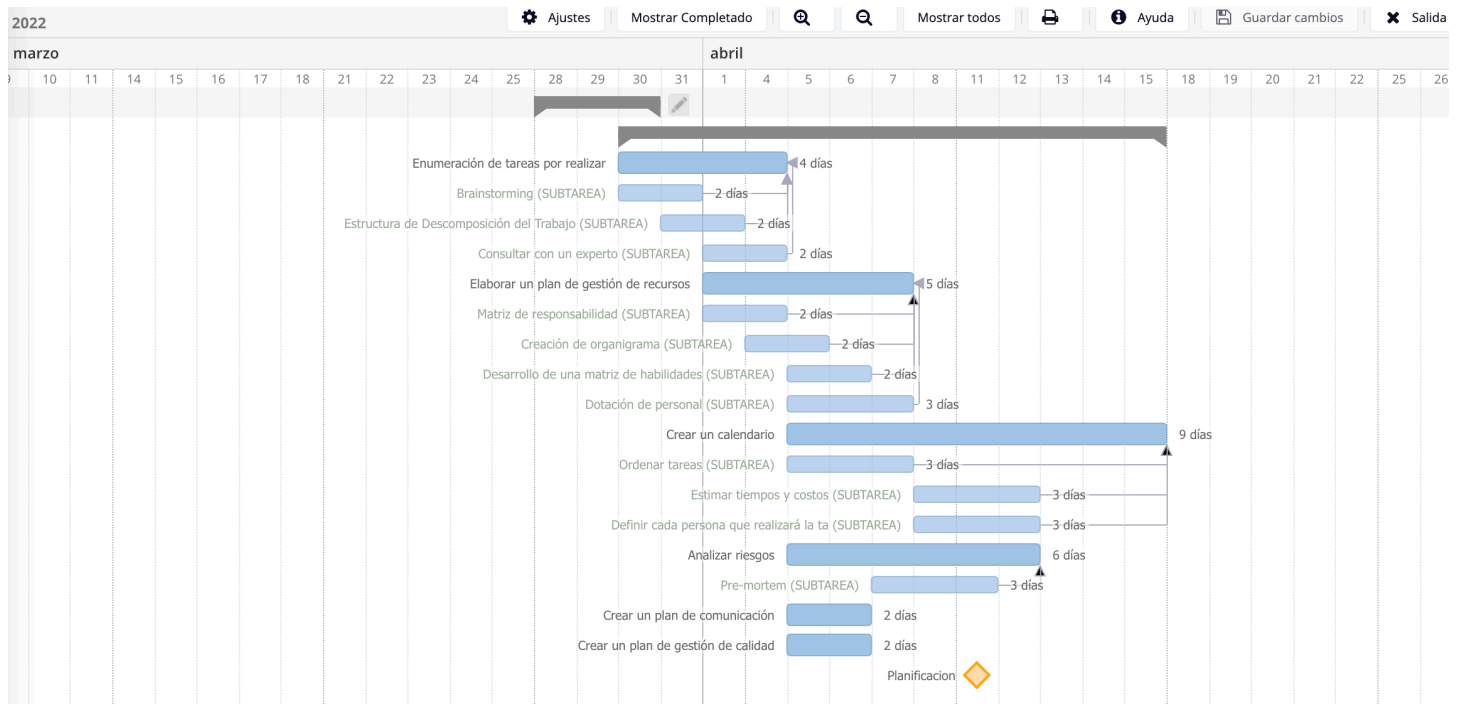 2022 Ajustes Mostrar Completado Mostrar todos Ayuda Guardar cambios Salida
marzo abril
9 10 11 14 15 16 17 18 21 22 23 24 25 28 29 30 31 1 4 5 6 7 8 11 12 13 14 15 18 19 20 21 22 25 26
Enumeración de tareas por realizar 4 días
Brainstorming (SUBTAREA) 2 días
Estructura de Descomposición del Trabajo (SUBTAREA) 2 días
Consultar con un experto (SUBTAREA) 2 días
Elaborar un plan de gestión de recursos 5 días
Matriz de responsabilidad (SUBTAREA) 2 días
Creación de organigrama (SUBTAREA) 2 días
Desarrollo de una matriz de habilidades (SUBTAREA) 2 días
Dotación de personal (SUBTAREA) 3 días
Crear un calendario 9 días
Ordenar tareas (SUBTAREA) 3 días
Estimar tiempos y costos (SUBTAREA) 3 días
Definir cada persona que realizará la ta (SUBTAREA) 3 días
Analizar riesgos 6 días
Pre-mortem (SUBTAREA) 3 días
Crear un plan de comunicación 2 días
Crear un plan de gestión de calidad 2 días
Planificacion